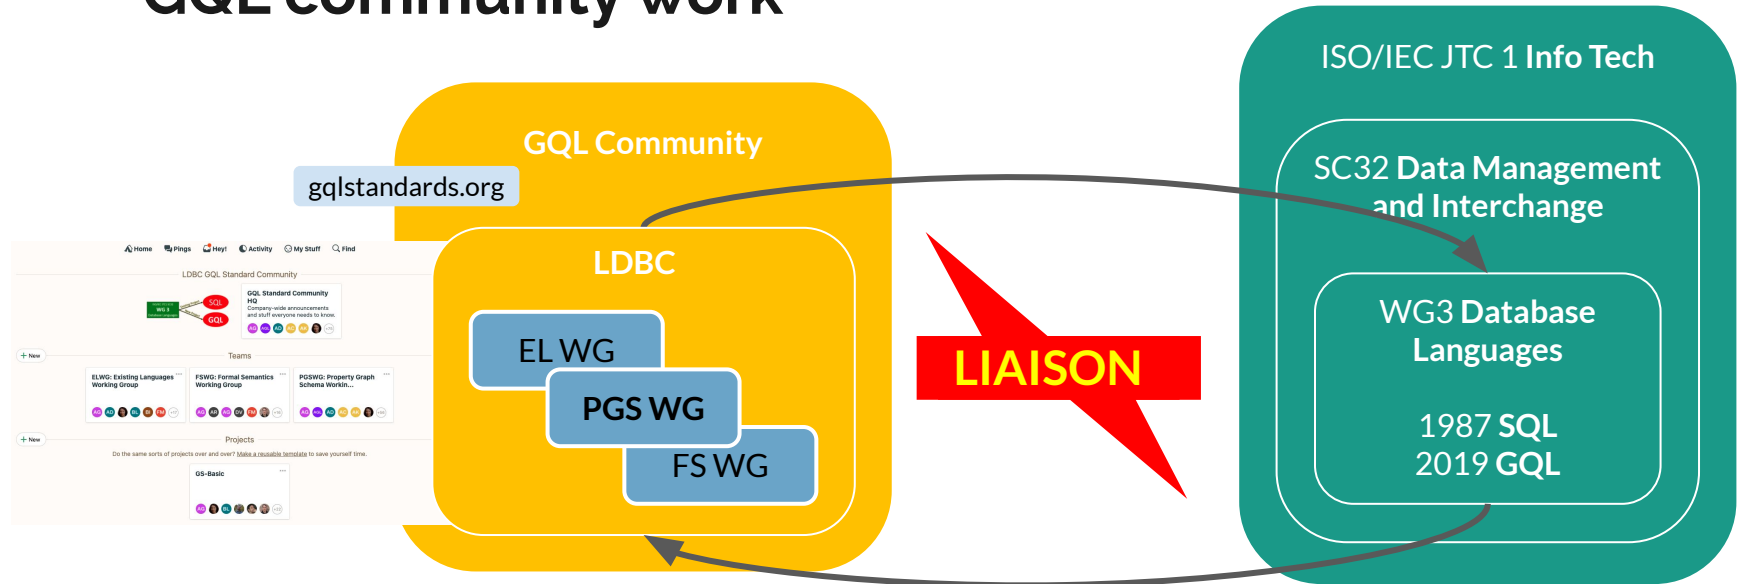 GQL community work
ISO/IEC JTC 1 Info Tech
GQL Community
SC32 Data Management
and Interchange
gqlstandards.org
LDBC
WG3 Database
Languages
1987 SQL
2019 GQL
EL WG
PGS WG
FS WG
LIAISON
Home Pings Hey! Activity My Stuff Find
LDBC GQL Standard Community
WG 3
SQL
GQL
GQL Standard Community
HQ
Company-wide announcements
and stuff everyone needs to know.
+ New
Teams
ELWG: Existing Languages
Working Group
FSWG: Formal Semantics
Working Group
PGSWG: Property Graph
Schema Workin...
+ New
Projects
Do the same sorts of projects over and over? Make a reusable template to save yourself time.
GS-Basic